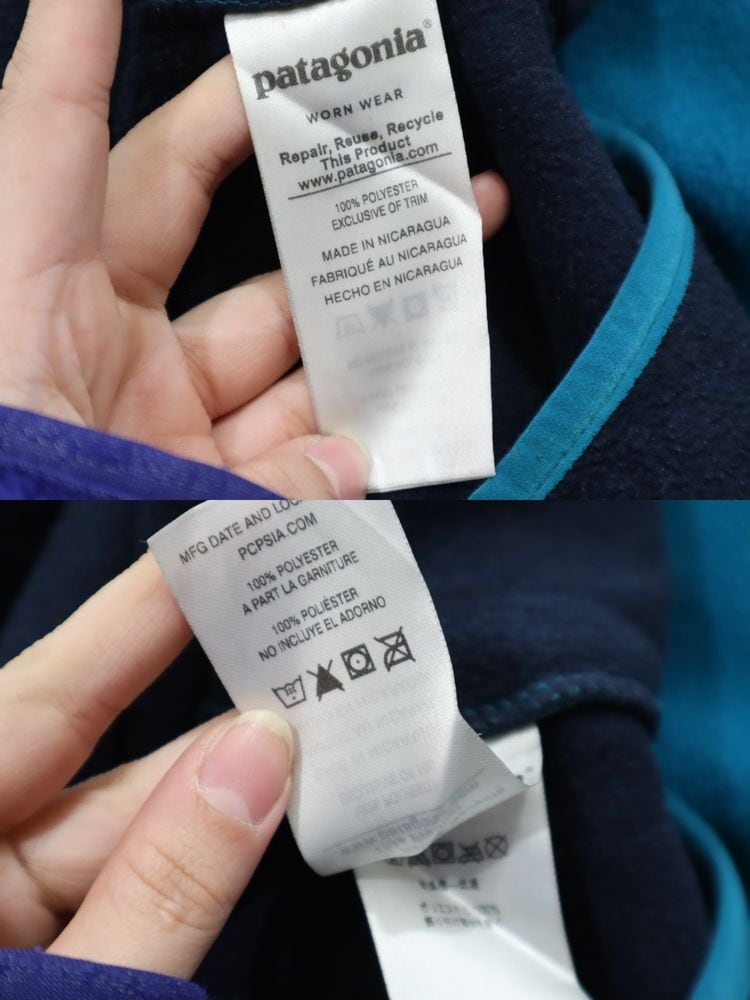 patagonia®
WORN WEAR
Repair, Reuse, Recycle
This Product
www.patagonia.com
100% POLYESTER
EXCLUSIVE OF TRIM
MADE IN NICARAGUA
FABRIQUÉ AU NICARAGUA
HECHO EN NICARAGUA
MFG DATE AND
PCPSIA.COM
100% POLYESTER
A PART LA GARNITURE
100% POLIÉSTER
NO INCLUYE EL ADORNO